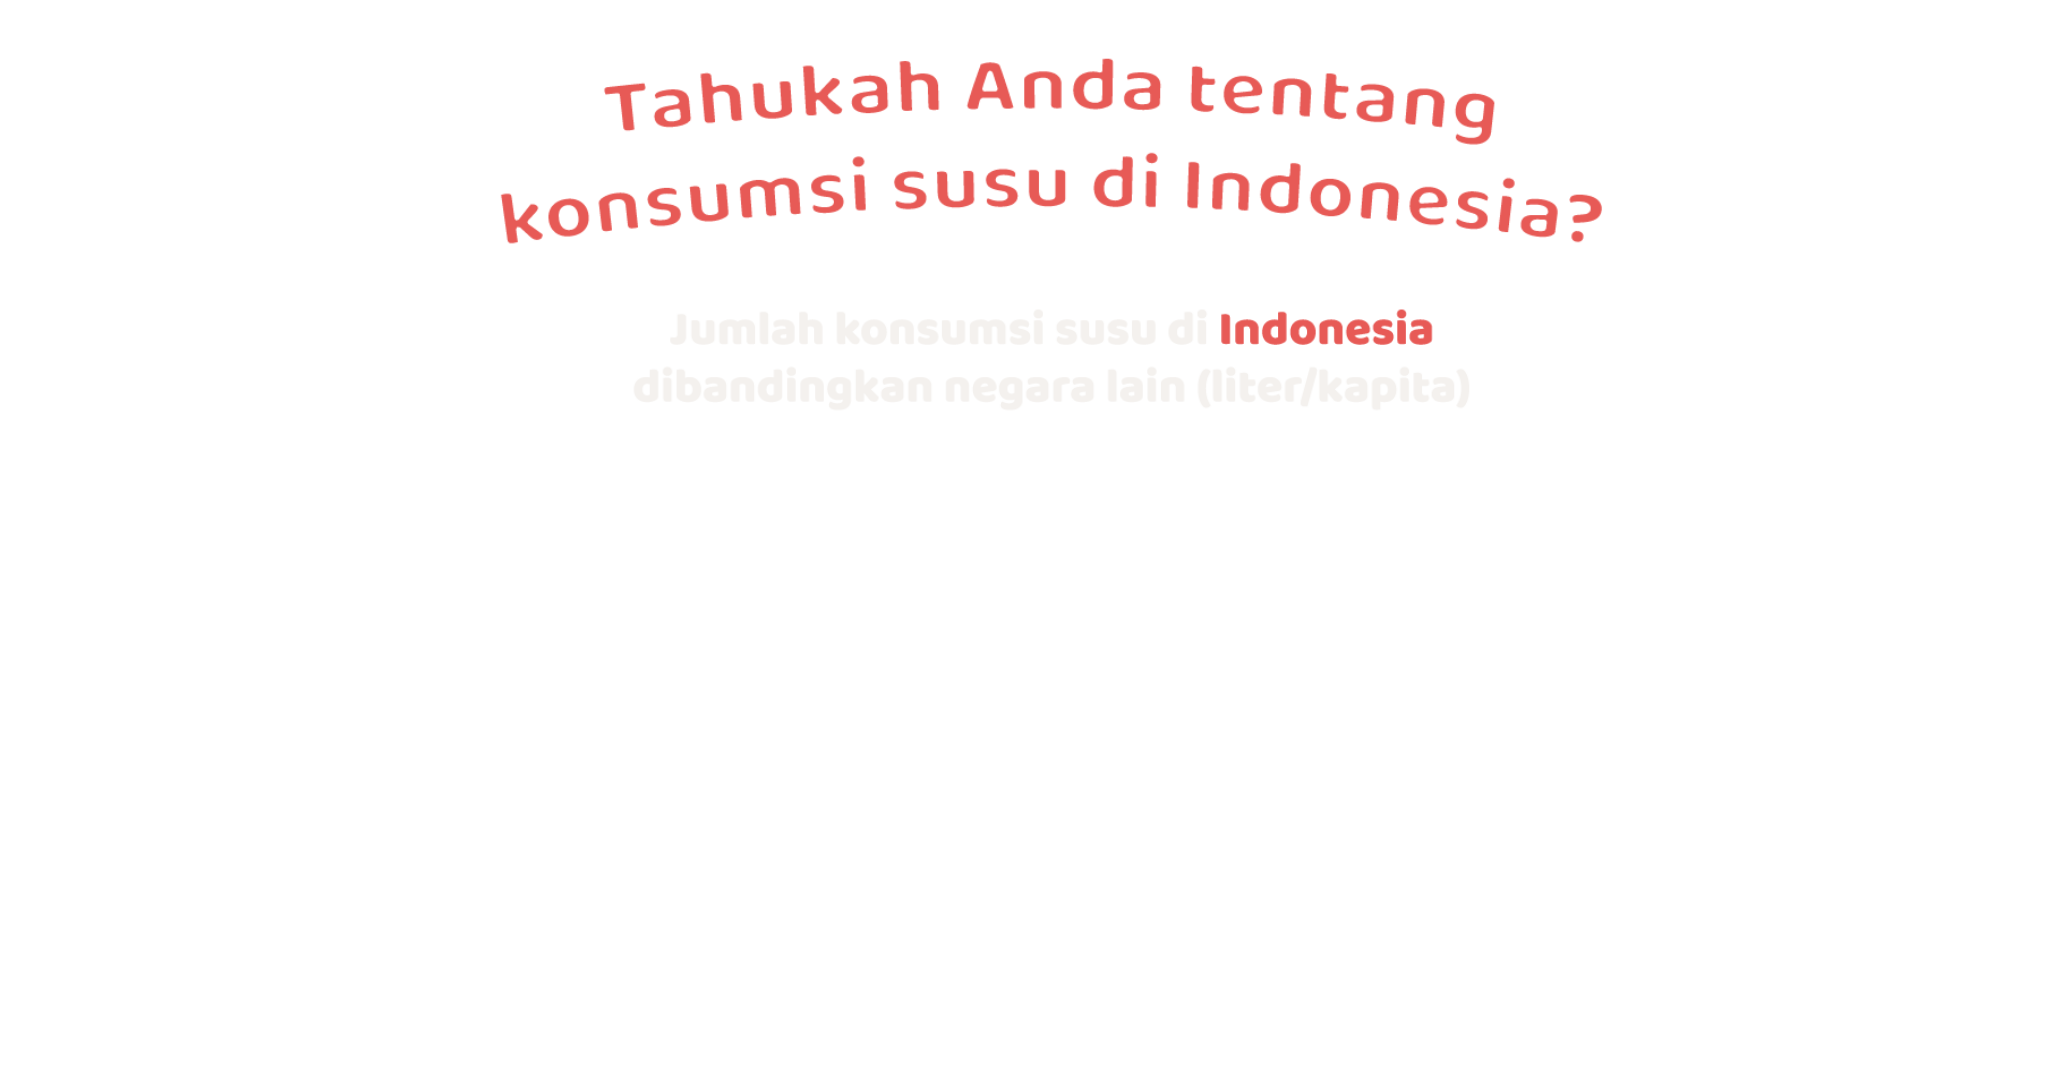 Tahukah Anda tentang
konsumsi susu di Indonesia?
Jumlah konsumsi susu di Indonesia
dibandingkan negara lain (liter/kapita)